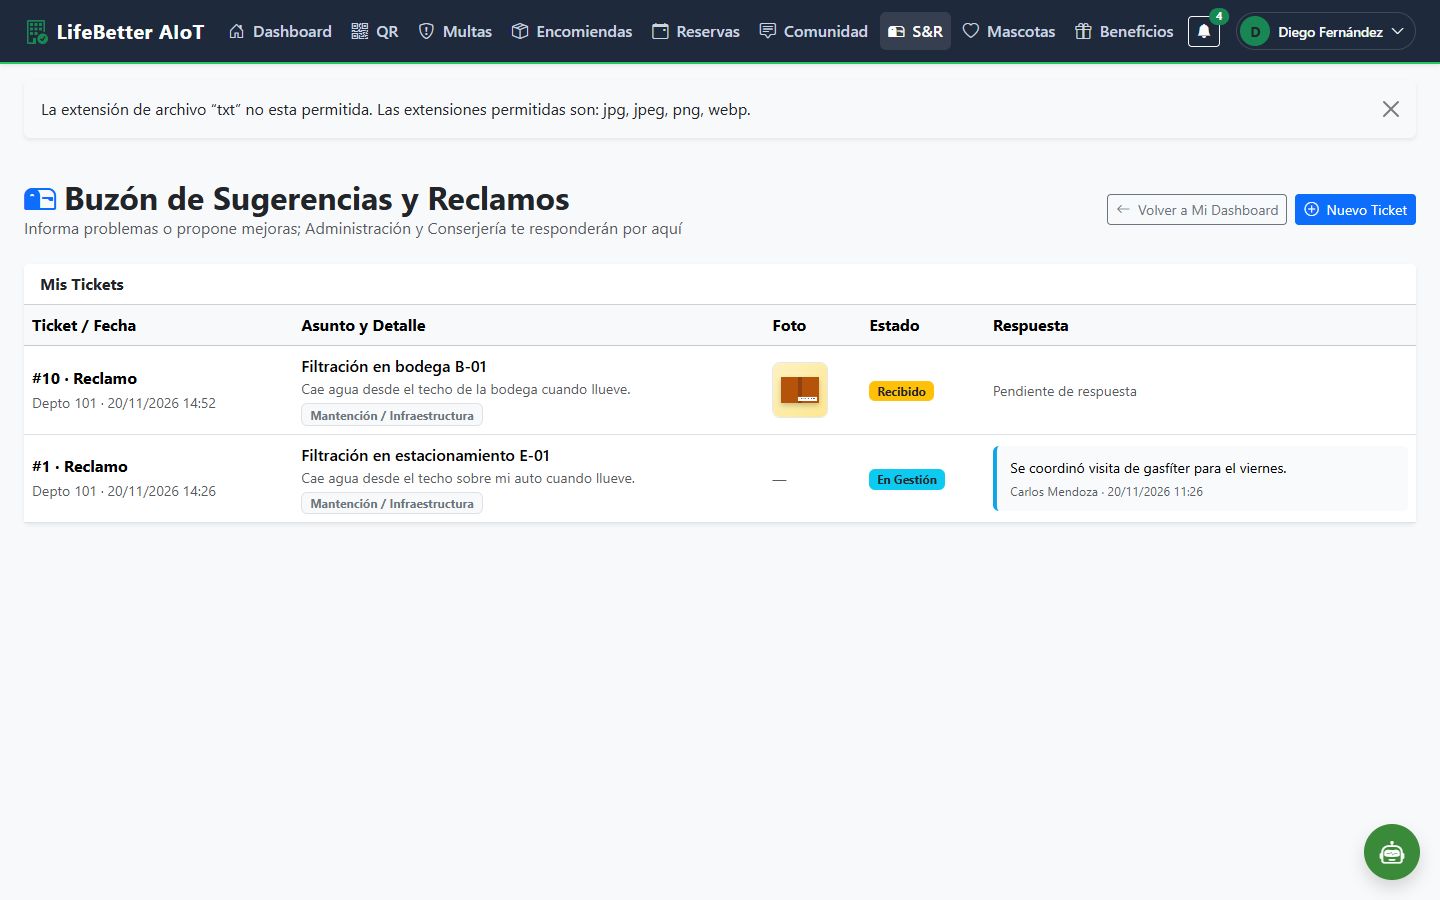 LifeBetter AIoT
Dashboard
QR
Multas
Encomiendas
Reservas
Comunidad
S&R
Mascotas
Beneficios
4
D
Diego Fernández
La extensión de archivo “txt” no esta permitida. Las extensiones permitidas son: jpg, jpeg, png, webp.
Buzón de Sugerencias y Reclamos
Informa problemas o propone mejoras; Administración y Conserjería te responderán por aquí
← Volver a Mi Dashboard
Nuevo Ticket
Mis Tickets
Ticket / Fecha
Asunto y Detalle
Foto
Estado
Respuesta
#10 · Reclamo
Depto 101 · 20/11/2026 14:52
Filtración en bodega B-01
Cae agua desde el techo de la bodega cuando llueve.
Mantención / Infraestructura
Recibido
Pendiente de respuesta
#1 · Reclamo
Depto 101 · 20/11/2026 14:26
Filtración en estacionamiento E-01
Cae agua desde el techo sobre mi auto cuando llueve.
Mantención / Infraestructura
—
En Gestión
Se coordinó visita de gasfíter para el viernes.
Carlos Mendoza · 20/11/2026 11:26